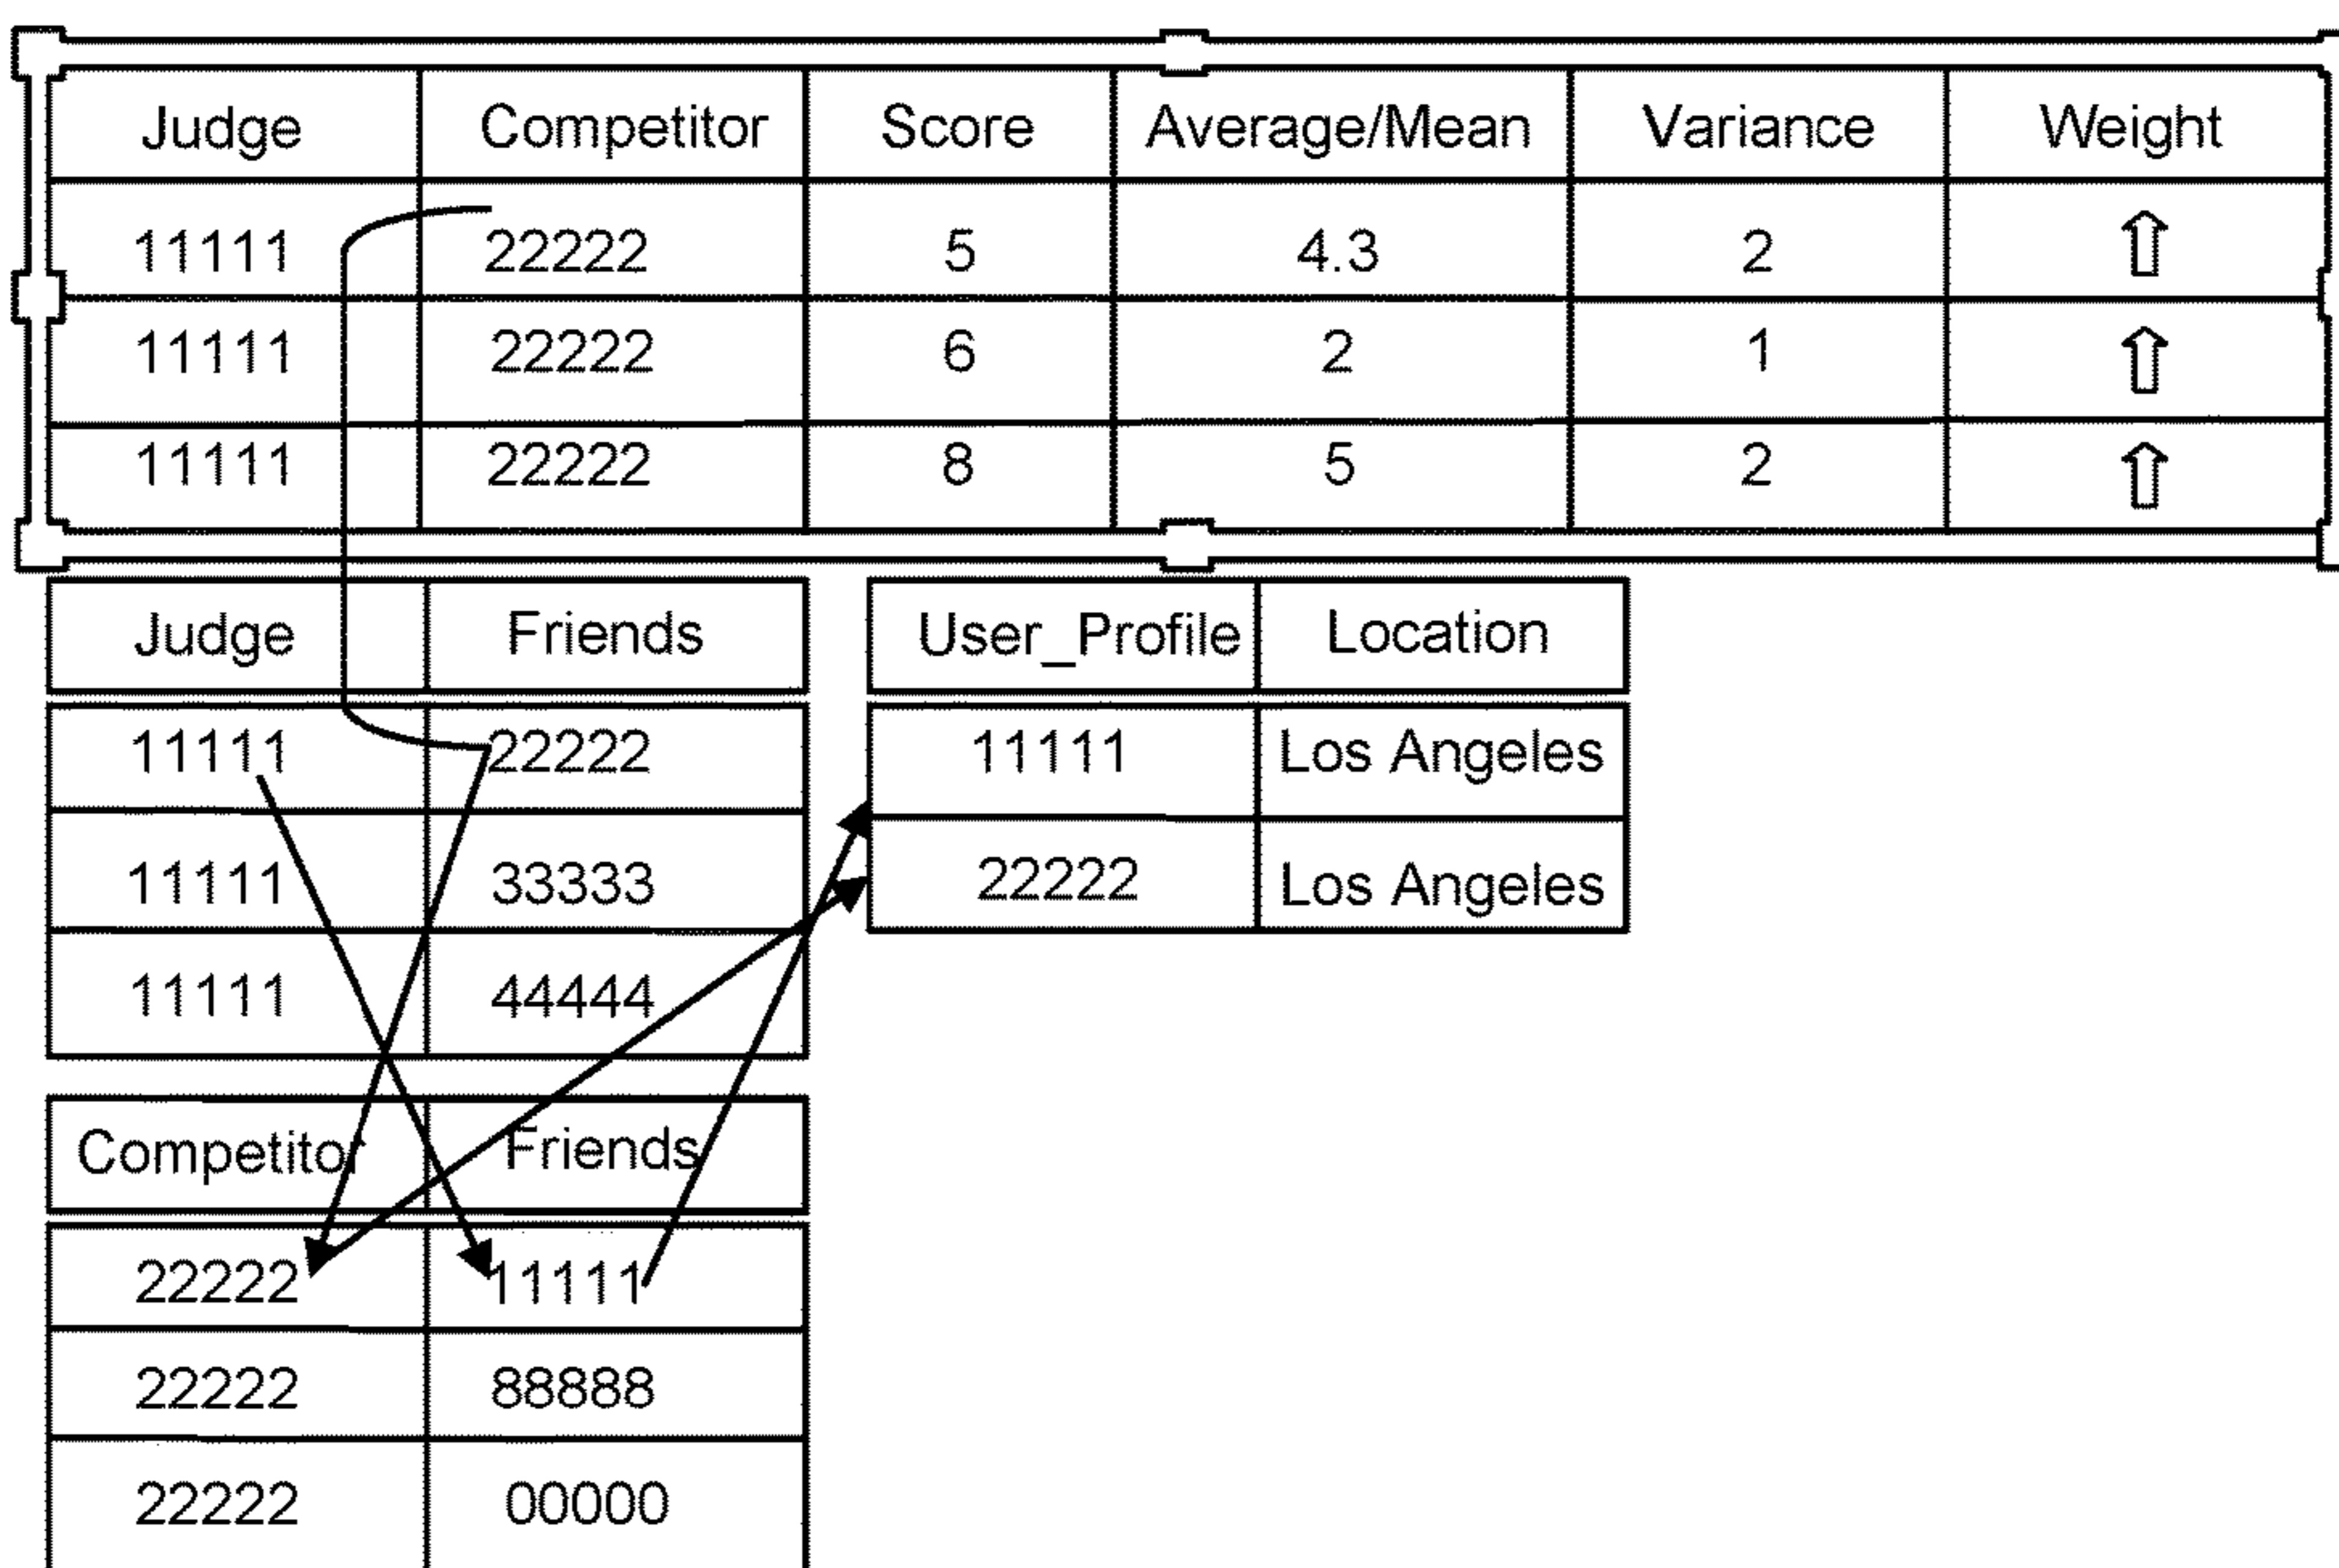 Judge Competitor Score Average/Mean Variance Weight
11111 22222 5 4.3 2 ⇧
11111 22222 6 2 1 ⇧
11111 22222 8 5 2 ⇧
Judge Friends
11111 22222
11111 33333
11111 44444
User_Profile Location
11111 Los Angeles
22222 Los Angeles
Competitor Friends
22222 11111
22222 88888
22222 00000